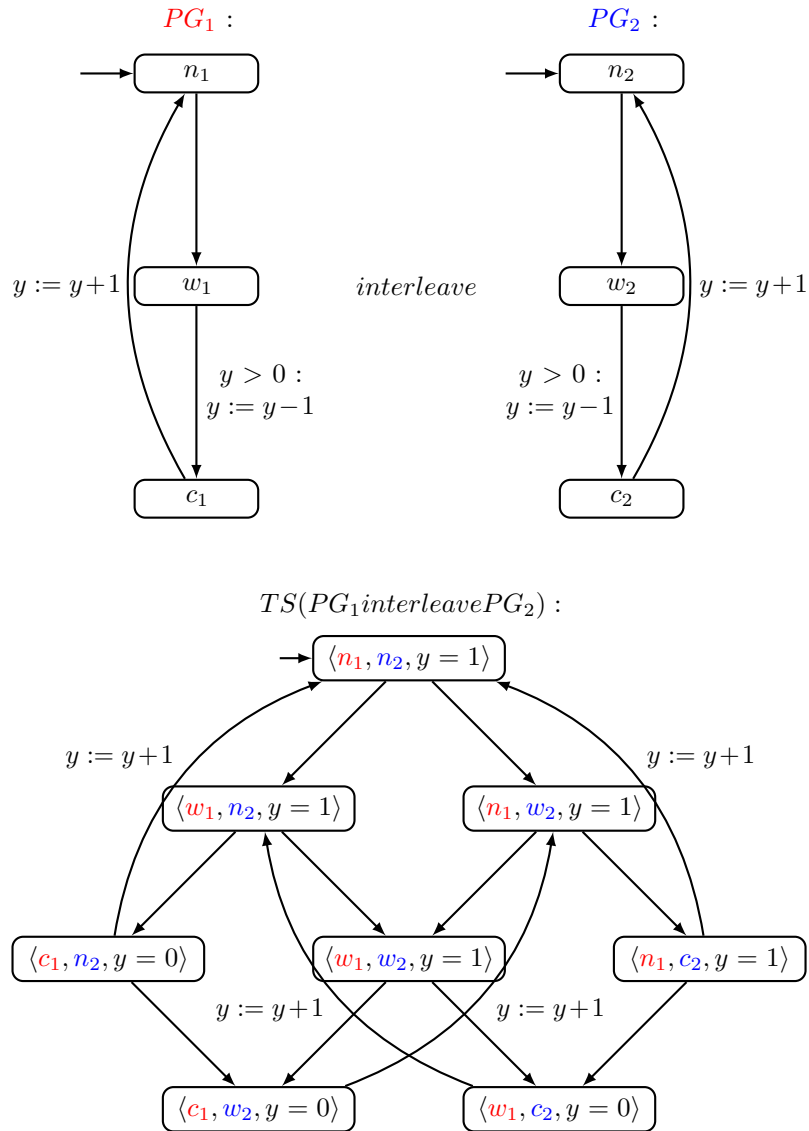 PG₁ : PG₂ :
n₁ n₂
y := y+1 w₁ interleave w₂ y := y+1
y > 0 : y > 0 :
y := y−1 y := y−1
c₁ c₂
TS(PG₁interleavePG₂) :
⟨n₁, n₂, y = 1⟩
y := y+1 y := y+1
⟨w₁, n₂, y = 1⟩ ⟨n₁, w₂, y = 1⟩
⟨c₁, n₂, y = 0⟩ ⟨w₁, w₂, y = 1⟩ ⟨n₁, c₂, y = 1⟩
y := y+1 y := y+1
⟨c₁, w₂, y = 0⟩ ⟨w₁, c₂, y = 0⟩